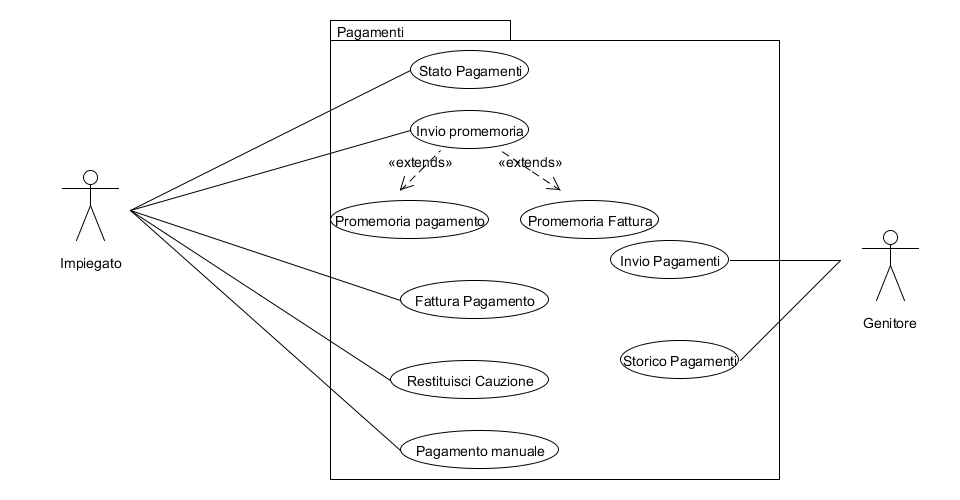 Pagamenti
Stato Pagamenti
Invio promemoria
«extends»
«extends»
Promemoria pagamento
Promemoria Fattura
Invio Pagamenti
Impiegato
Fattura Pagamento
Genitore
Storico Pagamenti
Restituisci Cauzione
Pagamento manuale